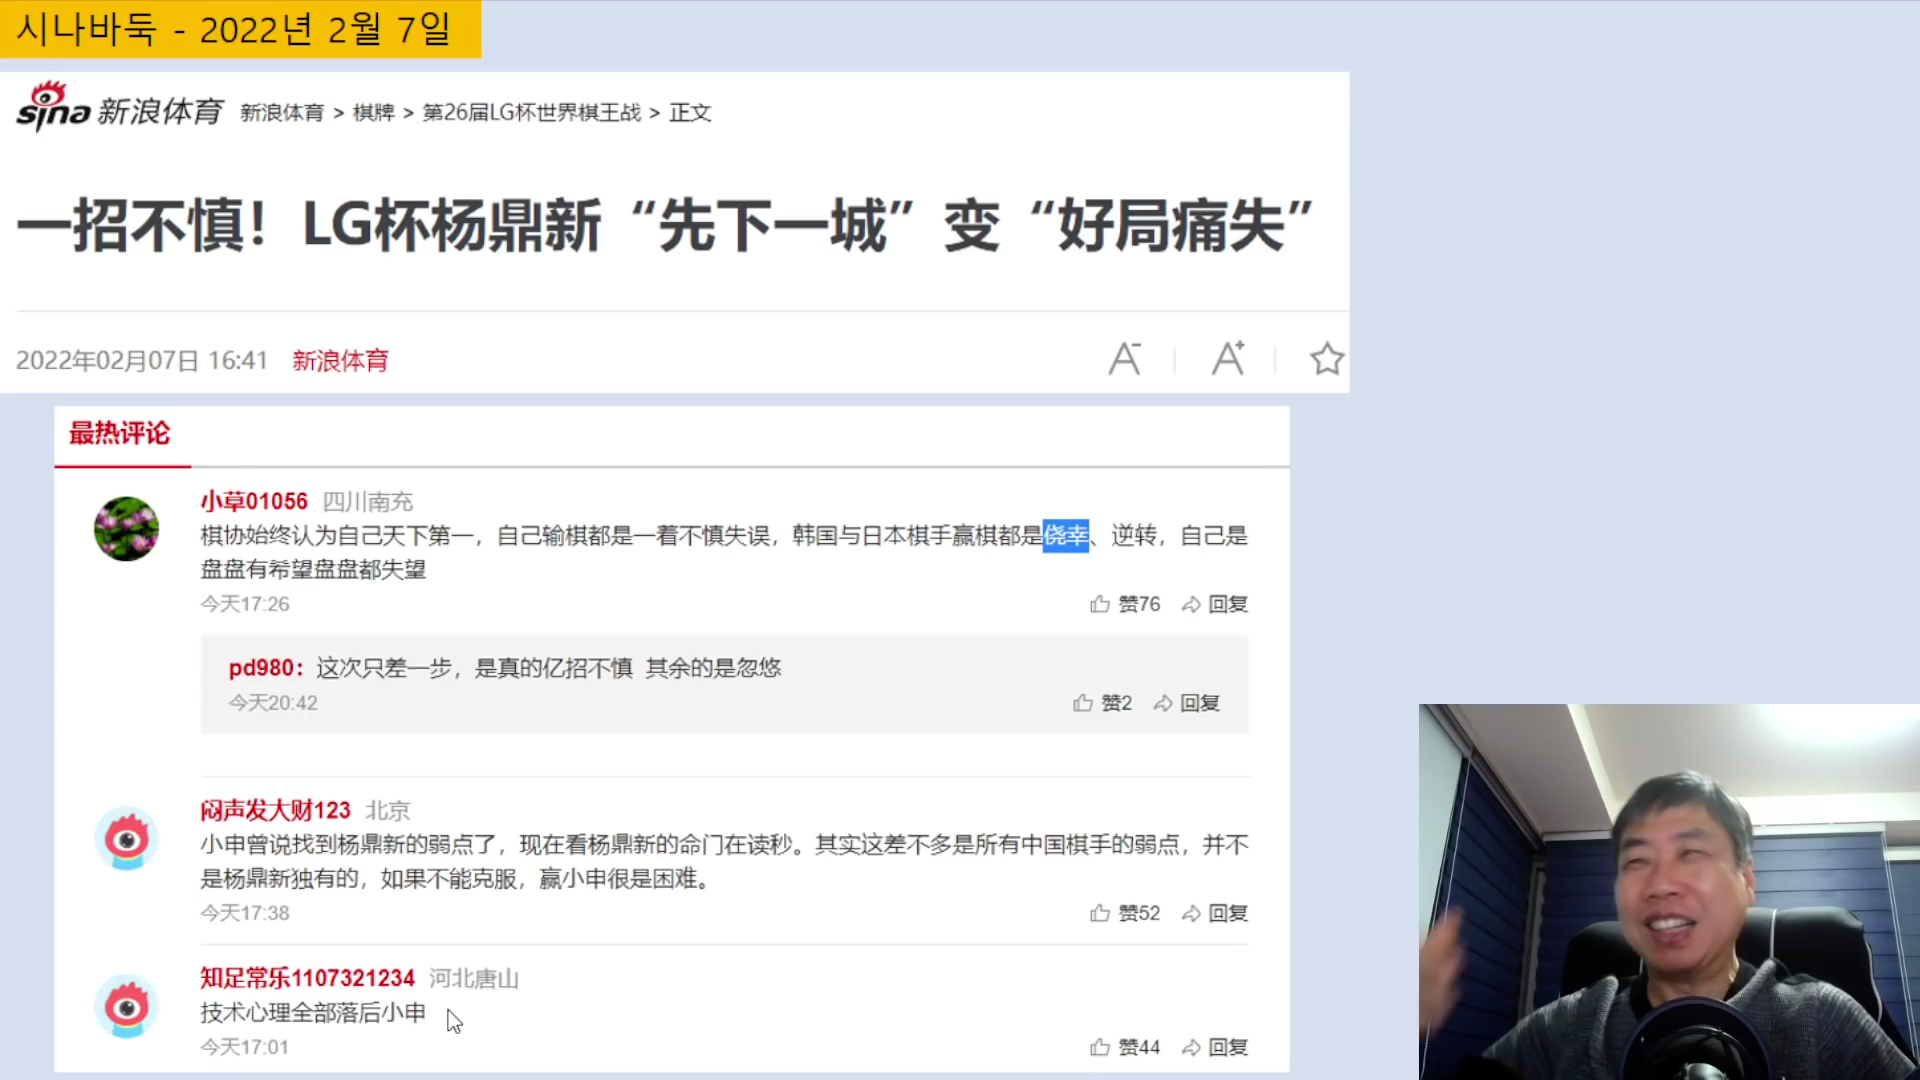 시나바둑 - 2022년 2월 7일
sina 新浪体育 新浪体育 > 棋牌 > 第26届LG杯世界棋王战 > 正文
一招不慎！LG杯杨鼎新“先下一城”变“好局痛失”
2022年02月07日 16:41 新浪体育 A- A+
最热评论
小草01056 四川南充
棋协始终认为自己天下第一，自己输棋都是一着不慎失误，韩国与日本棋手赢棋都是侥幸、逆转，自己是
盘盘有希望盘盘都失望
今天17:26 赞76 回复
pd980：这次只差一步，是真的亿招不慎 其余的是忽悠
今天20:42 赞2 回复
闷声发大财123 北京
小申曾说找到杨鼎新的弱点了，现在看杨鼎新的命门在读秒。其实这差不多是所有中国棋手的弱点，并不
是杨鼎新独有的，如果不能克服，赢小申很是困难。
今天17:38 赞52 回复
知足常乐1107321234 河北唐山
技术心理全部落后小申
今天17:01 赞44 回复